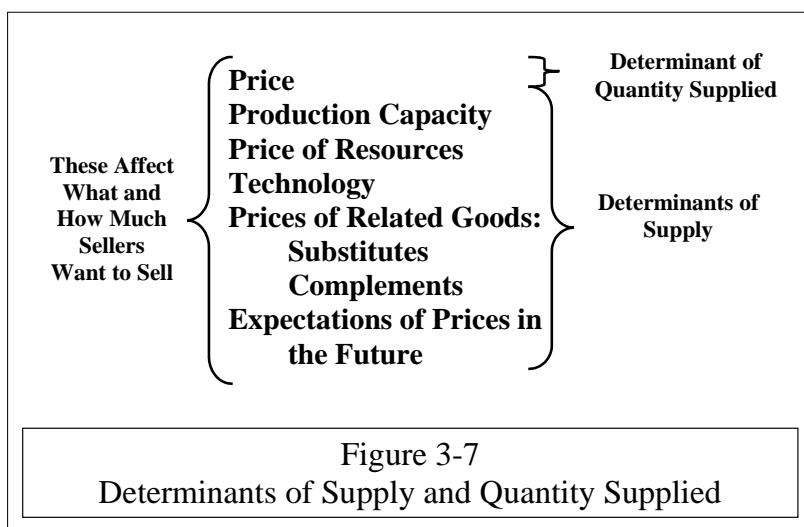 These Affect
What and
How Much
Sellers
Want to Sell
Price
Production Capacity
Price of Resources
Technology
Prices of Related Goods:
Substitutes
Complements
Expectations of Prices in
the Future
Determinant of
Quantity Supplied
Determinants of
Supply
Figure 3-7
Determinants of Supply and Quantity Supplied